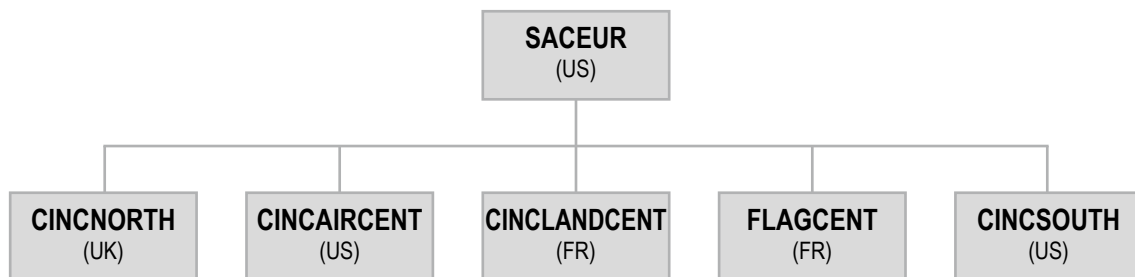 SACEUR
(US)
CINCNORTH
(UK)
CINCAIRCENT
(US)
CINCLANDCENT
(FR)
FLAGCENT
(FR)
CINCSOUTH
(US)